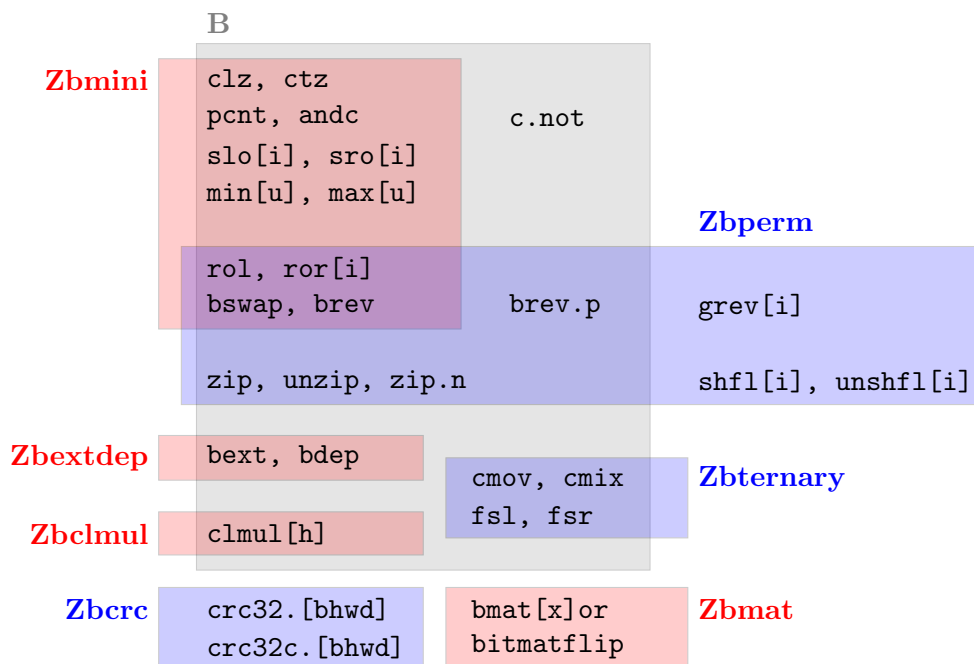 B
Zbmini
clz, ctz
pcnt, andc
c.not
slo[i], sro[i]
min[u], max[u]
Zbperm
rol, ror[i]
bswap, brev
brev.p
grev[i]
zip, unzip, zip.n
shfl[i], unshfl[i]
Zbextdep
bext, bdep
cmov, cmix
Zbternary
fsl, fsr
Zbclmul
clmul[h]
Zbcrc
crc32.[bhwd]
crc32c.[bhwd]
bmat[x]or
bitmatflip
Zbmat